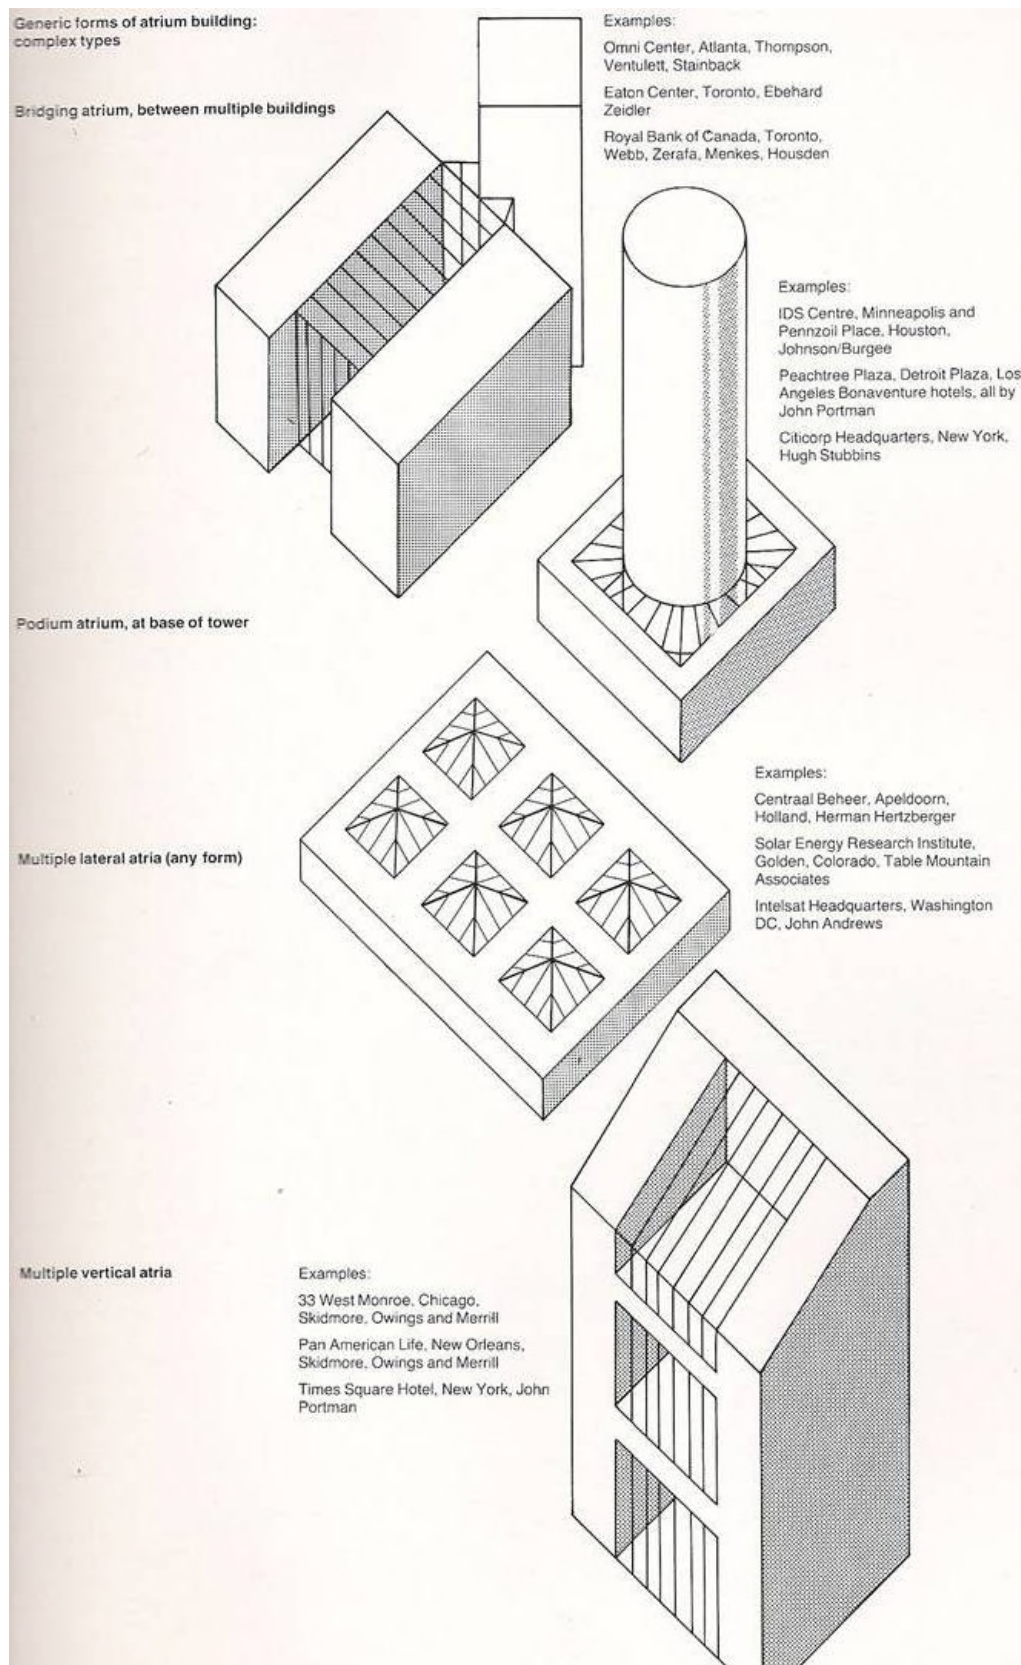 Generic forms of atrium building:
complex types
Bridging atrium, between multiple buildings
Examples:
Omni Center, Atlanta, Thompson,
Ventulett, Stainback
Eaton Center, Toronto, Ebehard
Zeidler
Royal Bank of Canada, Toronto,
Webb, Zerafa, Menkes, Housden
Podium atrium, at base of tower
Examples:
IDS Centre, Minneapolis and
Pennzoil Place, Houston,
Johnson/Burgee
Peachtree Plaza, Detroit Plaza, Los
Angeles Bonaventure hotels, all by
John Portman
Citicorp Headquarters, New York,
Hugh Stubbins
Multiple lateral atria (any form)
Examples:
Centraal Beheer, Apeldoorn,
Holland, Herman Hertzberger
Solar Energy Research Institute,
Golden, Colorado, Table Mountain
Associates
Intelsat Headquarters, Washington
DC, John Andrews
Multiple vertical atria
Examples:
33 West Monroe, Chicago,
Skidmore, Owings and Merrill
Pan American Life, New Orleans,
Skidmore, Owings and Merrill
Times Square Hotel, New York, John
Portman